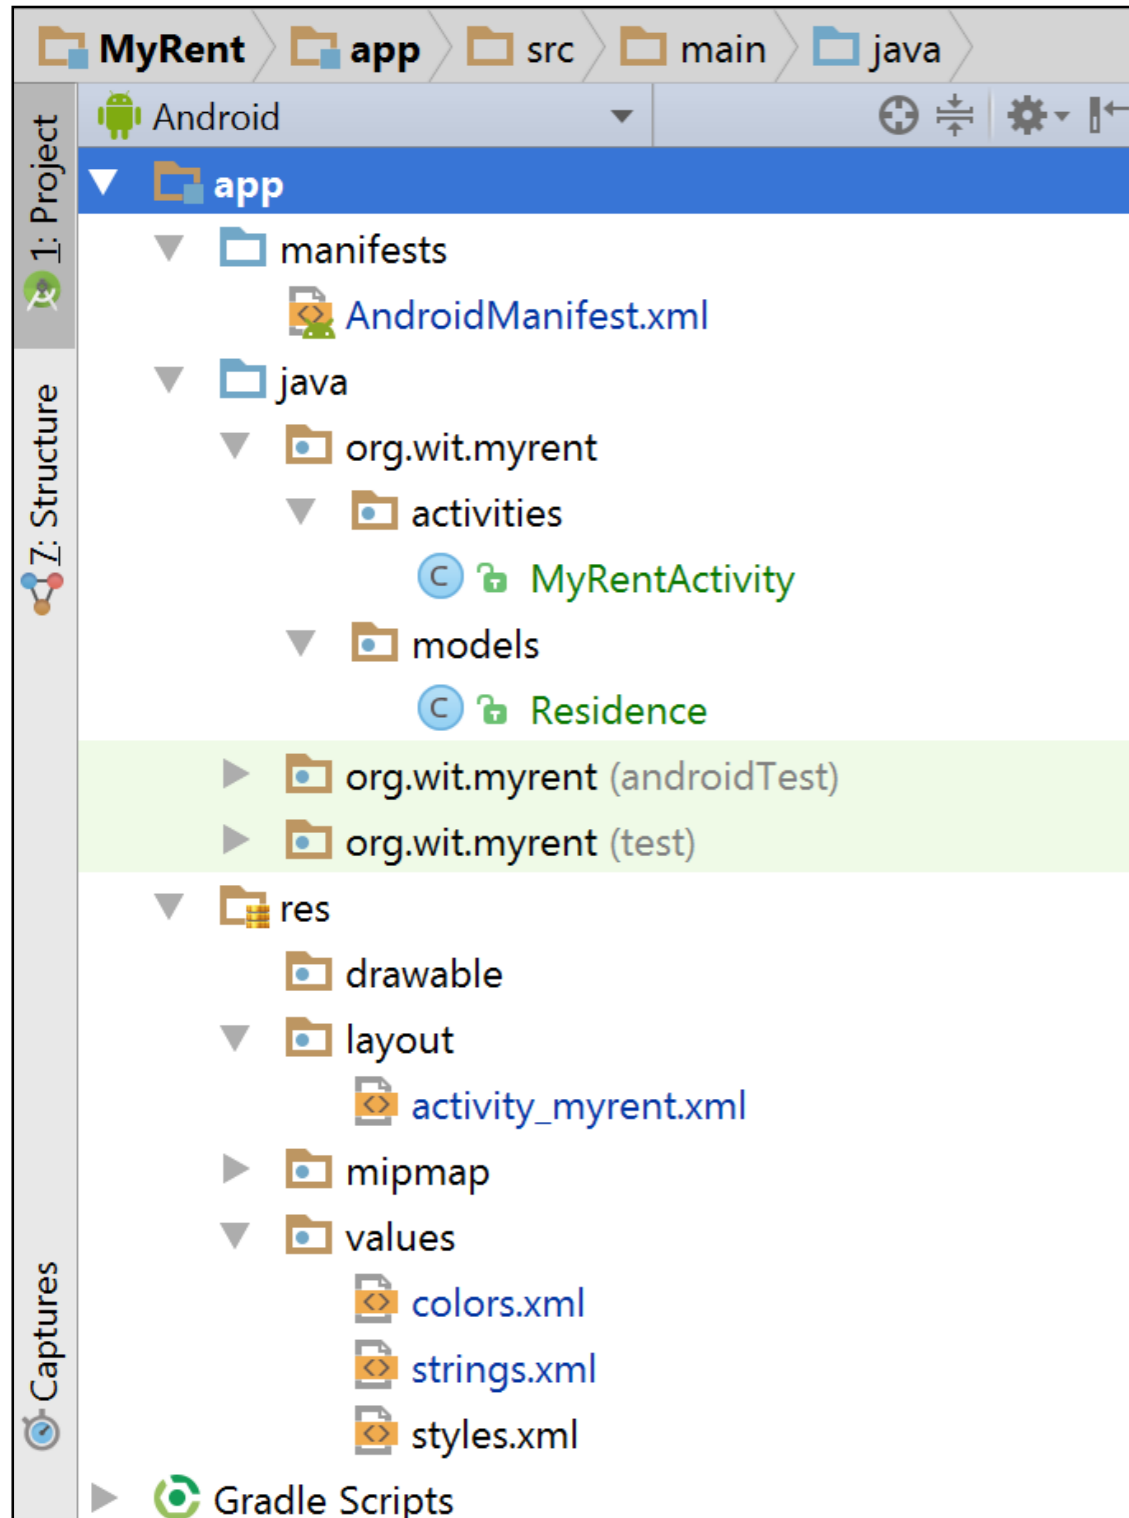 MyRent app src main java
Android
1: Project
7: Structure
Captures
app
manifests
AndroidManifest.xml
java
org.wit.myrent
activities
C MyRentActivity
models
C Residence
org.wit.myrent (androidTest)
org.wit.myrent (test)
res
drawable
layout
activity_myrent.xml
mipmap
values
colors.xml
strings.xml
styles.xml
Gradle Scripts